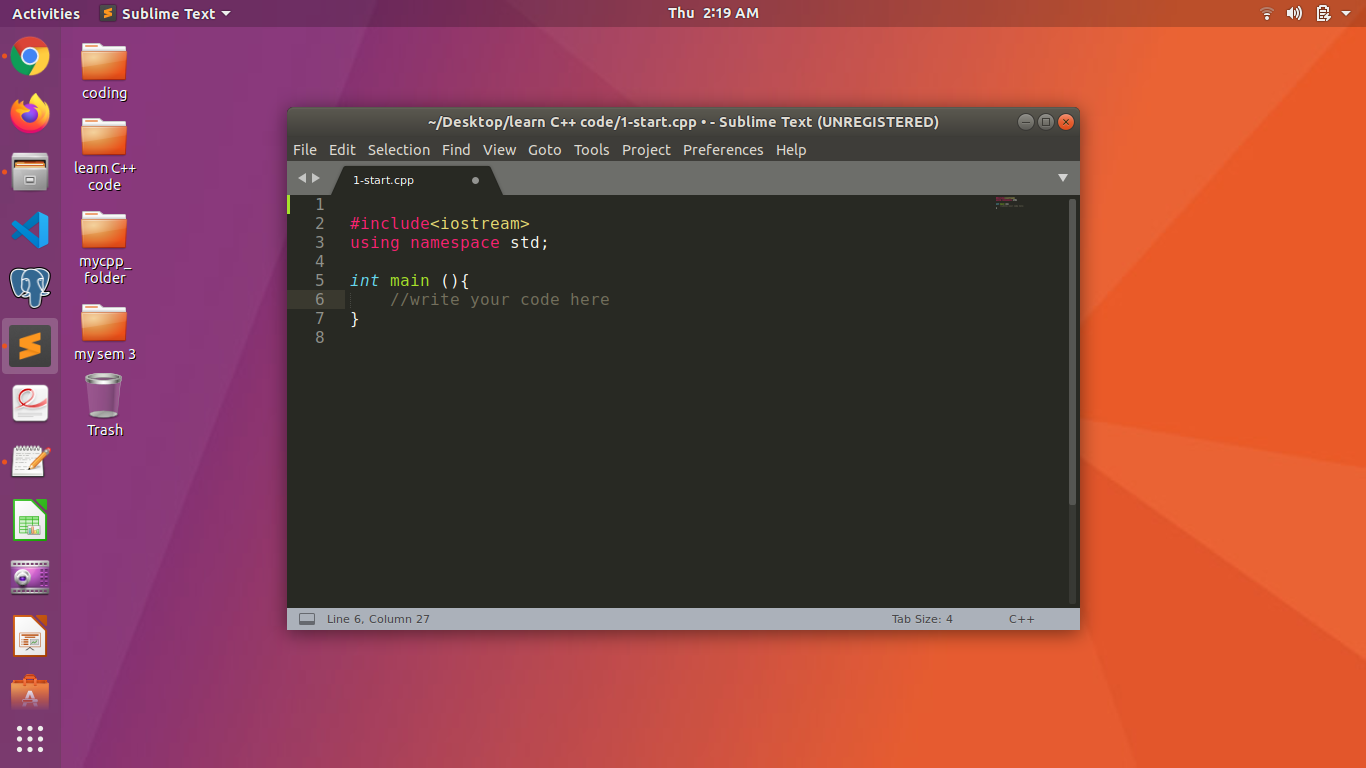 Activities Sublime Text Thu 2:19 AM
coding
learn C++
code
mycpp_
folder
my sem 3
Trash
~/Desktop/learn C++ code/1-start.cpp • - Sublime Text (UNREGISTERED)
File Edit Selection Find View Goto Tools Project Preferences Help
1-start.cpp
1
2 #include<iostream>
3 using namespace std;
4
5 int main (){
6     //write your code here
7 }
8
Line 6, Column 27 Tab Size: 4 C++